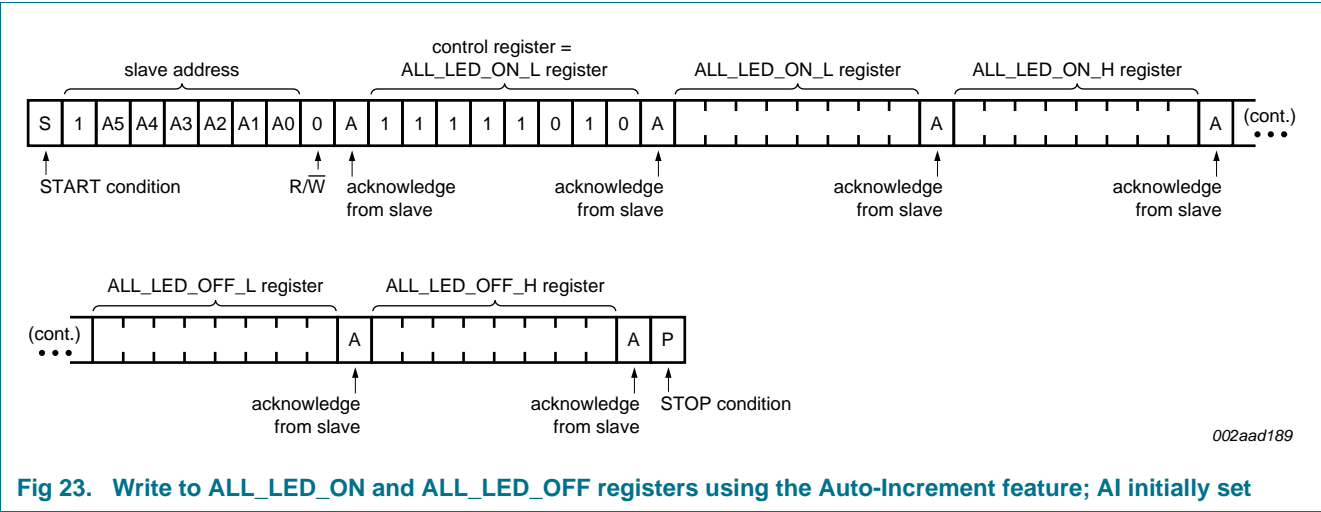 control register =
slave address ALL_LED_ON_L register ALL_LED_ON_L register ALL_LED_ON_H register
S 1 A5 A4 A3 A2 A1 A0 0 A 1 1 1 1 1 0 1 0 A A A (cont.)
START condition R/W̅ acknowledge acknowledge acknowledge acknowledge
from slave from slave from slave from slave
ALL_LED_OFF_L register ALL_LED_OFF_H register
(cont.) A A P
acknowledge acknowledge STOP condition
from slave from slave
002aad189
Fig 23. Write to ALL_LED_ON and ALL_LED_OFF registers using the Auto-Increment feature; AI initially set